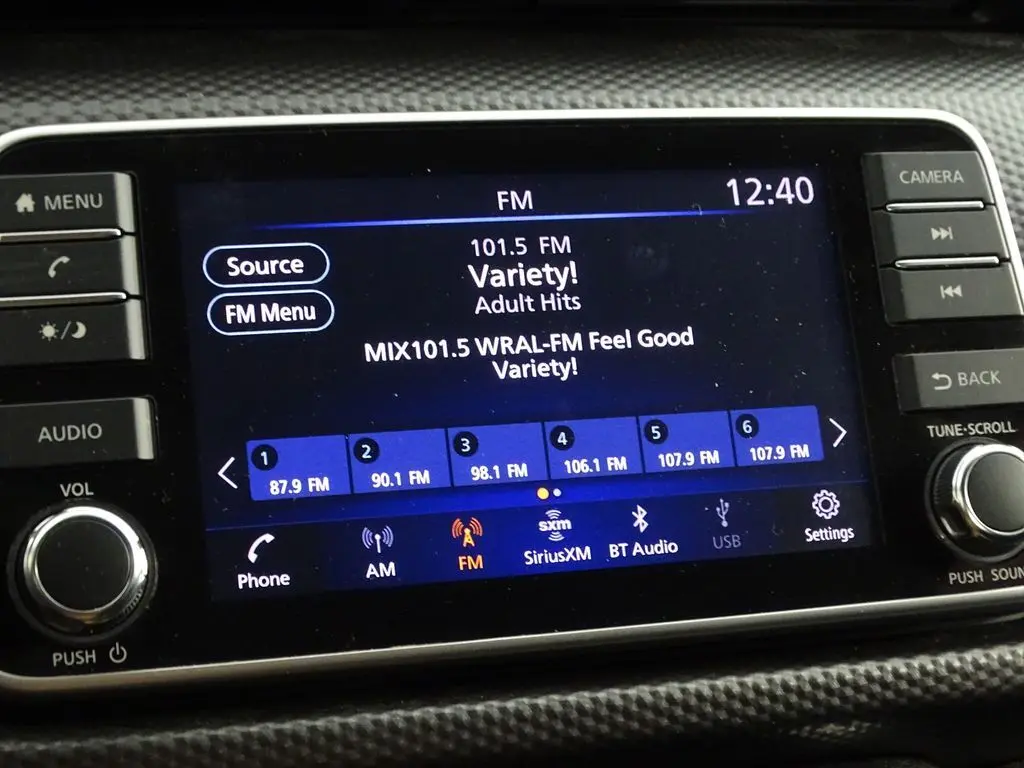 MENU
AUDIO
VOL
PUSH
FM
12:40
Source
FM Menu
101.5 FM
Variety!
Adult Hits
MIX101.5 WRAL-FM Feel Good
Variety!
1
87.9 FM
2
90.1 FM
3
98.1 FM
4
106.1 FM
5
107.9 FM
6
107.9 FM
Phone
AM
FM
sxm
SiriusXM
BT Audio
USB
Settings
CAMERA
BACK
TUNE·SCROLL
PUSH SOUN